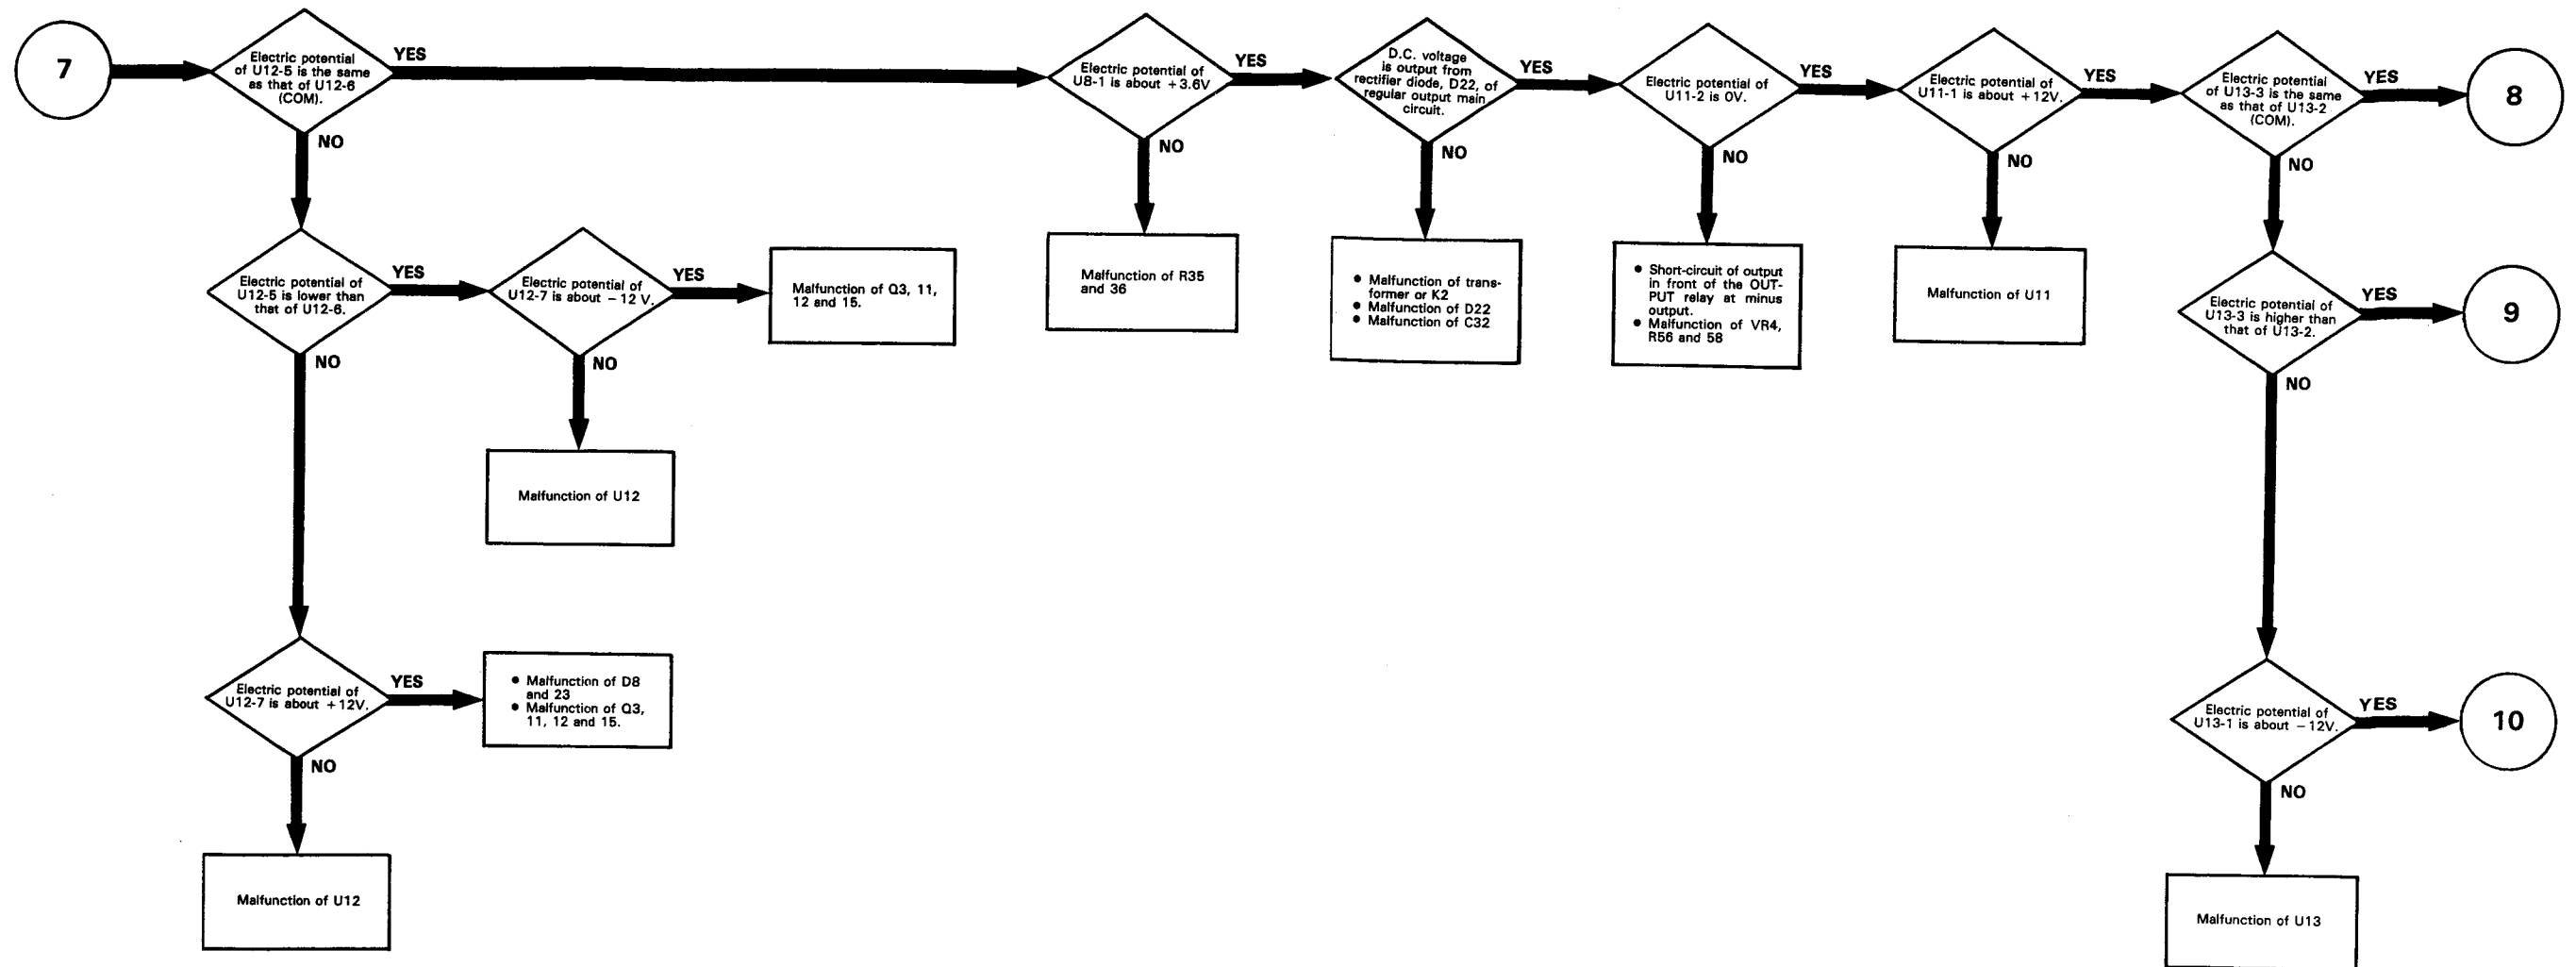 7
Electric potential
of U12-5 is the same
as that of U12-6
(COM).
YES
NO
Electric potential of
U8-1 is about +3.6V
YES
NO
D.C. voltage
is output from
rectifier diode, D22, of
regular output main
circuit.
YES
NO
Electric potential of
U11-2 is 0V.
YES
NO
Electric potential of
U11-1 is about +12V.
YES
NO
Electric potential
of U13-3 is the same
as that of U13-2
(COM).
YES
NO
8
Electric potential of
U12-5 is lower than
that of U12-6.
YES
NO
Electric potential of
U12-7 is about −12 V.
YES
NO
Malfunction of Q3, 11,
12 and 15.
Malfunction of R35
and 36
● Malfunction of trans-
former or K2
● Malfunction of D22
● Malfunction of C32
● Short-circuit of output
in front of the OUT-
PUT relay at minus
output.
● Malfunction of VR4,
R56 and 58
Malfunction of U11
Electric potential of
U13-3 is higher than
that of U13-2.
YES
NO
9
Malfunction of U12
Electric potential of
U12-7 is about +12V.
YES
NO
● Malfunction of D8
and 23
● Malfunction of Q3,
11, 12 and 15.
Electric potential of
U13-1 is about −12V.
YES
NO
10
Malfunction of U12
Malfunction of U13